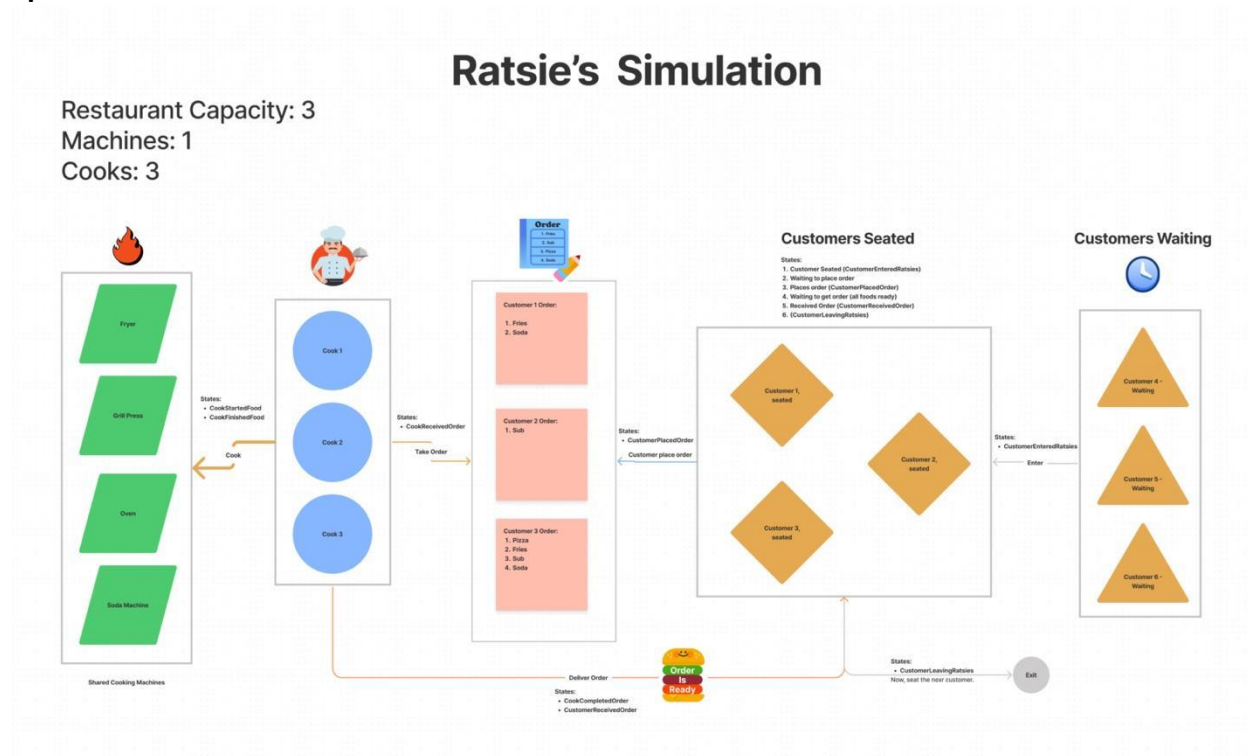 Ratsie's Simulation
Restaurant Capacity: 3
Machines: 1
Cooks: 3
Fryer
Grill Press
Oven
Soda Machine
Shared Cooking Machines
States:
• CookStartedFood
• CookFinishedFood
Cook
Cook 1
Cook 2
Cook 3
States:
• CookReceivedOrder
Take Order
Order
1. Fries
2. Sub
3. Pizza
4. Soda
Customer 1 Order:
1. Fries
2. Soda
Customer 2 Order:
1. Sub
Customer 3 Order:
1. Pizza
2. Fries
3. Sub
4. Soda
States:
• CustomerPlacedOrder
Customer place order
Customers Seated
States:
1. Customer Seated (CustomerEnteredRatsies)
2. Waiting to place order
3. Places order (CustomerPlacedOrder)
4. Waiting to get order (all foods ready)
5. Received Order (CustomerReceivedOrder)
6. (CustomerLeavingRatsies)
Customer 1,
seated
Customer 2,
seated
Customer 3,
seated
States:
• CustomerEnteredRatsies
Enter
Customers Waiting
Customer 4 -
Waiting
Customer 5 -
Waiting
Customer 6 -
Waiting
Deliver Order
States:
• CookCompletedOrder
• CustomerReceivedOrder
Order
Is
Ready
States:
• CustomerLeavingRatsies
Now, seat the next customer.
Exit